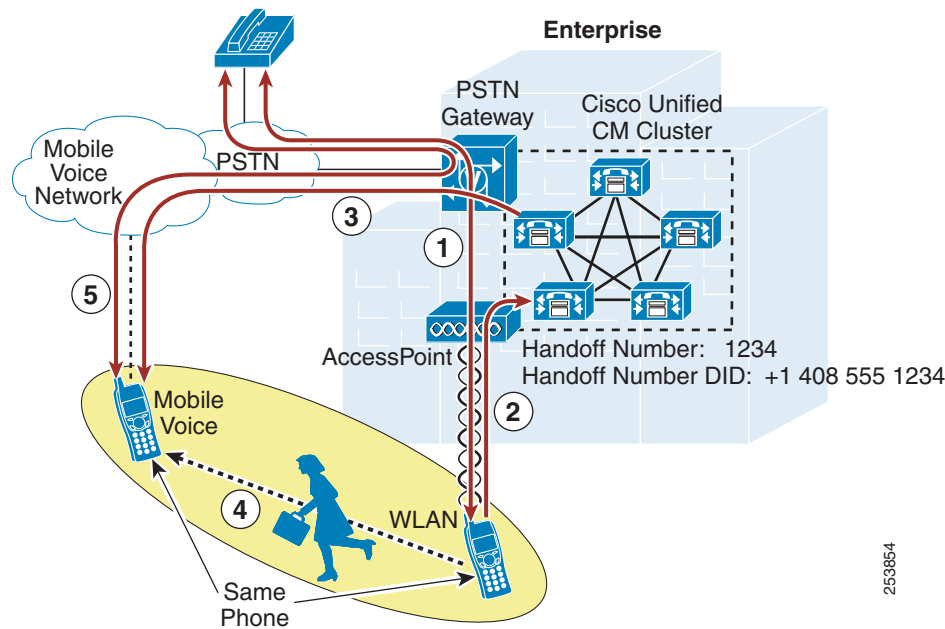 Enterprise
PSTN
Gateway
Cisco Unified
CM Cluster
Mobile
Voice
Network
PSTN
3
1
5
AccessPoint
Handoff Number: 1234
Handoff Number DID: +1 408 555 1234
2
Mobile
Voice
4
WLAN
Same
Phone
253854